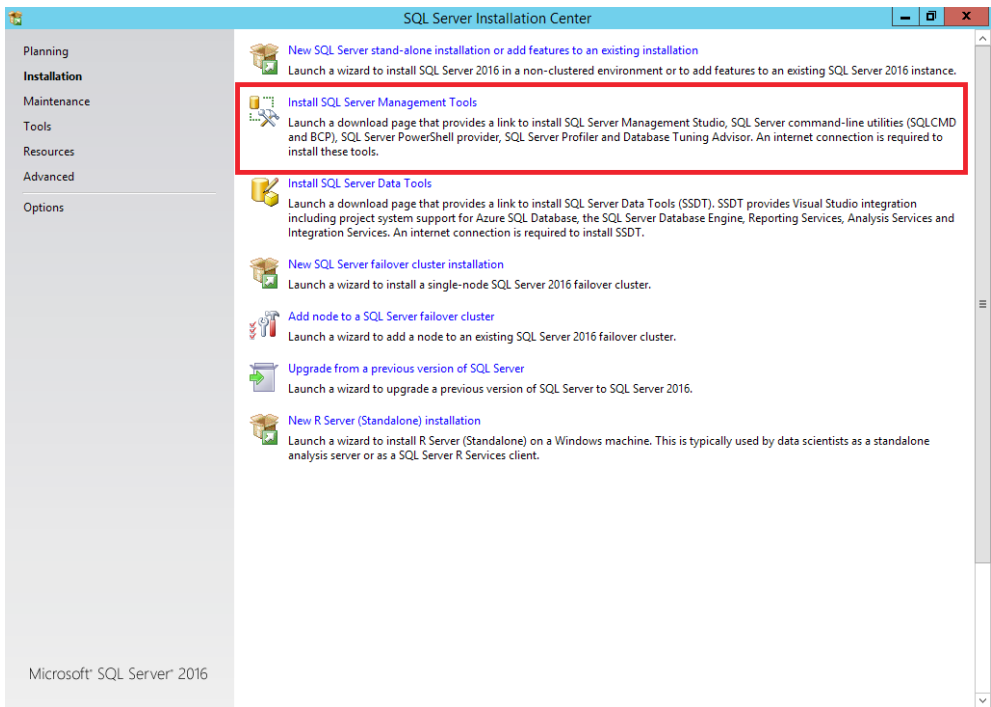 SQL Server Installation Center
Planning
Installation
Maintenance
Tools
Resources
Advanced
Options
New SQL Server stand-alone installation or add features to an existing installation
Launch a wizard to install SQL Server 2016 in a non-clustered environment or to add features to an existing SQL Server 2016 instance.
Install SQL Server Management Tools
Launch a download page that provides a link to install SQL Server Management Studio, SQL Server command-line utilities (SQLCMD
and BCP), SQL Server PowerShell provider, SQL Server Profiler and Database Tuning Advisor. An internet connection is required to
install these tools.
Install SQL Server Data Tools
Launch a download page that provides a link to install SQL Server Data Tools (SSDT). SSDT provides Visual Studio integration
including project system support for Azure SQL Database, the SQL Server Database Engine, Reporting Services, Analysis Services and
Integration Services. An internet connection is required to install SSDT.
New SQL Server failover cluster installation
Launch a wizard to install a single-node SQL Server 2016 failover cluster.
Add node to a SQL Server failover cluster
Launch a wizard to add a node to an existing SQL Server 2016 failover cluster.
Upgrade from a previous version of SQL Server
Launch a wizard to upgrade a previous version of SQL Server to SQL Server 2016.
New R Server (Standalone) installation
Launch a wizard to install R Server (Standalone) on a Windows machine. This is typically used by data scientists as a standalone
analysis server or as a SQL Server R Services client.
Microsoft® SQL Server® 2016